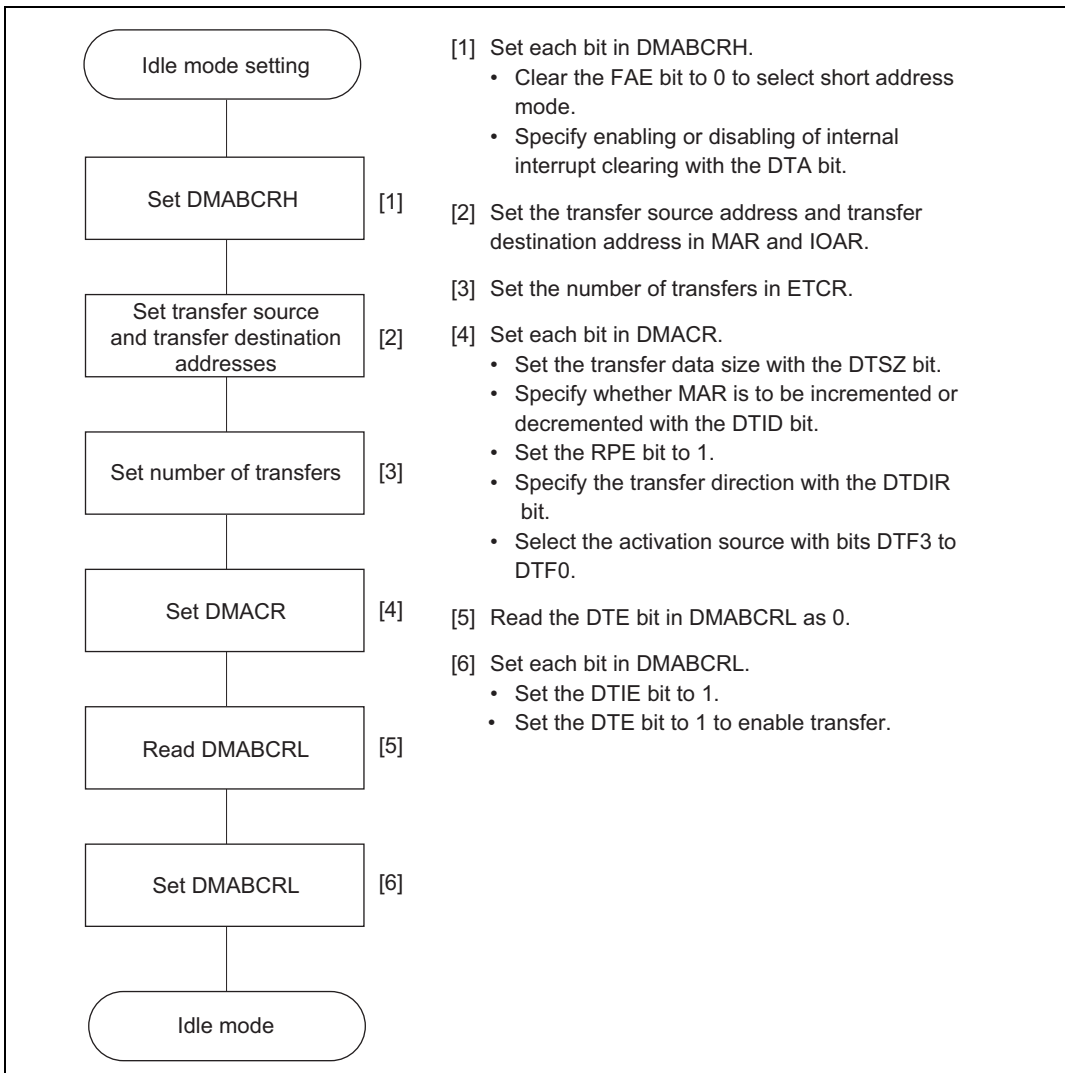 Idle mode setting
Set DMABCRH
[1]
Set transfer source
and transfer destination
addresses
[2]
Set number of transfers
[3]
Set DMACR
[4]
Read DMABCRL
[5]
Set DMABCRL
[6]
Idle mode
[1] Set each bit in DMABCRH.
• Clear the FAE bit to 0 to select short address
mode.
• Specify enabling or disabling of internal
interrupt clearing with the DTA bit.
[2] Set the transfer source address and transfer
destination address in MAR and IOAR.
[3] Set the number of transfers in ETCR.
[4] Set each bit in DMACR.
• Set the transfer data size with the DTSZ bit.
• Specify whether MAR is to be incremented or
decremented with the DTID bit.
• Set the RPE bit to 1.
• Specify the transfer direction with the DTDIR
bit.
• Select the activation source with bits DTF3 to
DTF0.
[5] Read the DTE bit in DMABCRL as 0.
[6] Set each bit in DMABCRL.
• Set the DTIE bit to 1.
• Set the DTE bit to 1 to enable transfer.